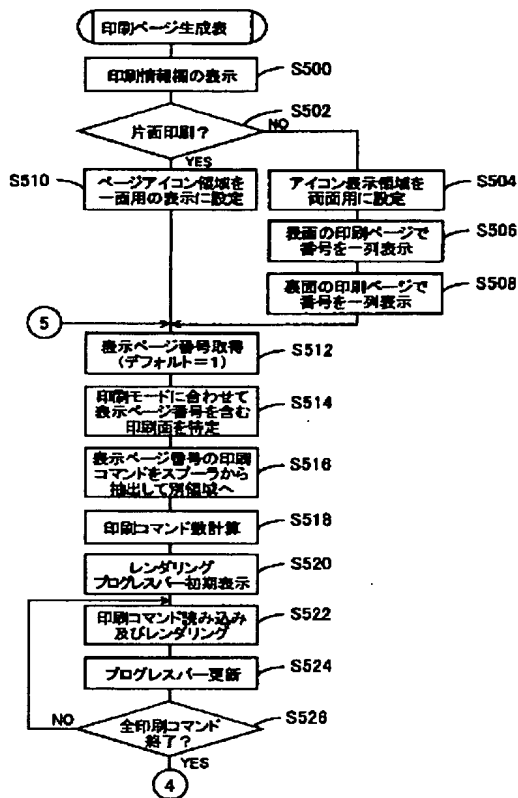 印刷ページ生成表
印刷情報欄の表示
S500
S502
片面印刷?
NO
YES
S510
ページアイコン領域を
一面用の表示に設定
アイコン表示領域を
両面用に設定
S504
表面の印刷ページで
番号を一列表示
S506
裏面の印刷ページで
番号を一列表示
S508
5
表示ページ番号取得
(デフォルト=1)
S512
印刷モードに合わせて
表示ページ番号を含む
印刷面を特定
S514
表示ページ番号の印刷
コマンドをスプーラから
抽出して別領域へ
S516
印刷コマンド数計算
S518
レンダリング
プログレスバー初期表示
S520
印刷コマンド読み込み
及びレンダリング
S522
プログレスバー更新
S524
NO
全印刷コマンド
終了?
S526
YES
4